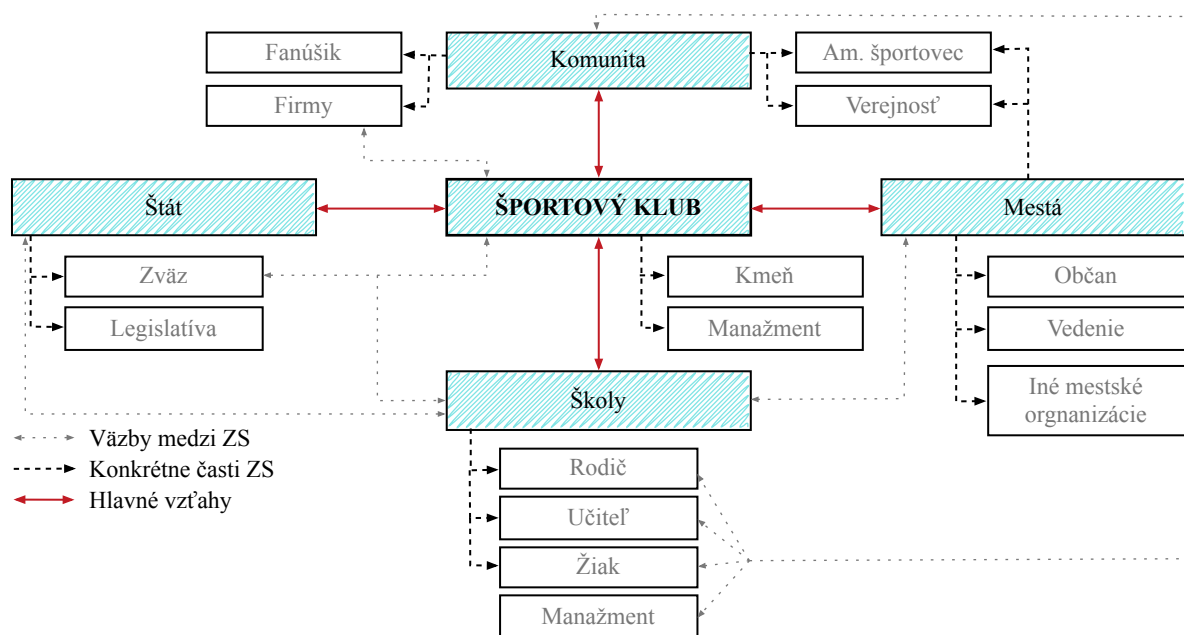 Fanúšik
Komunita
Am. športovec
Firmy
Verejnosť
Štát
ŠPORTOVÝ KLUB
Mestá
Zväz
Kmeň
Občan
Legislatíva
Manažment
Vedenie
Školy
Iné mestské
orgnanizácie
Väzby medzi ZS
Konkrétne časti ZS
Hlavné vzťahy
Rodič
Učiteľ
Žiak
Manažment